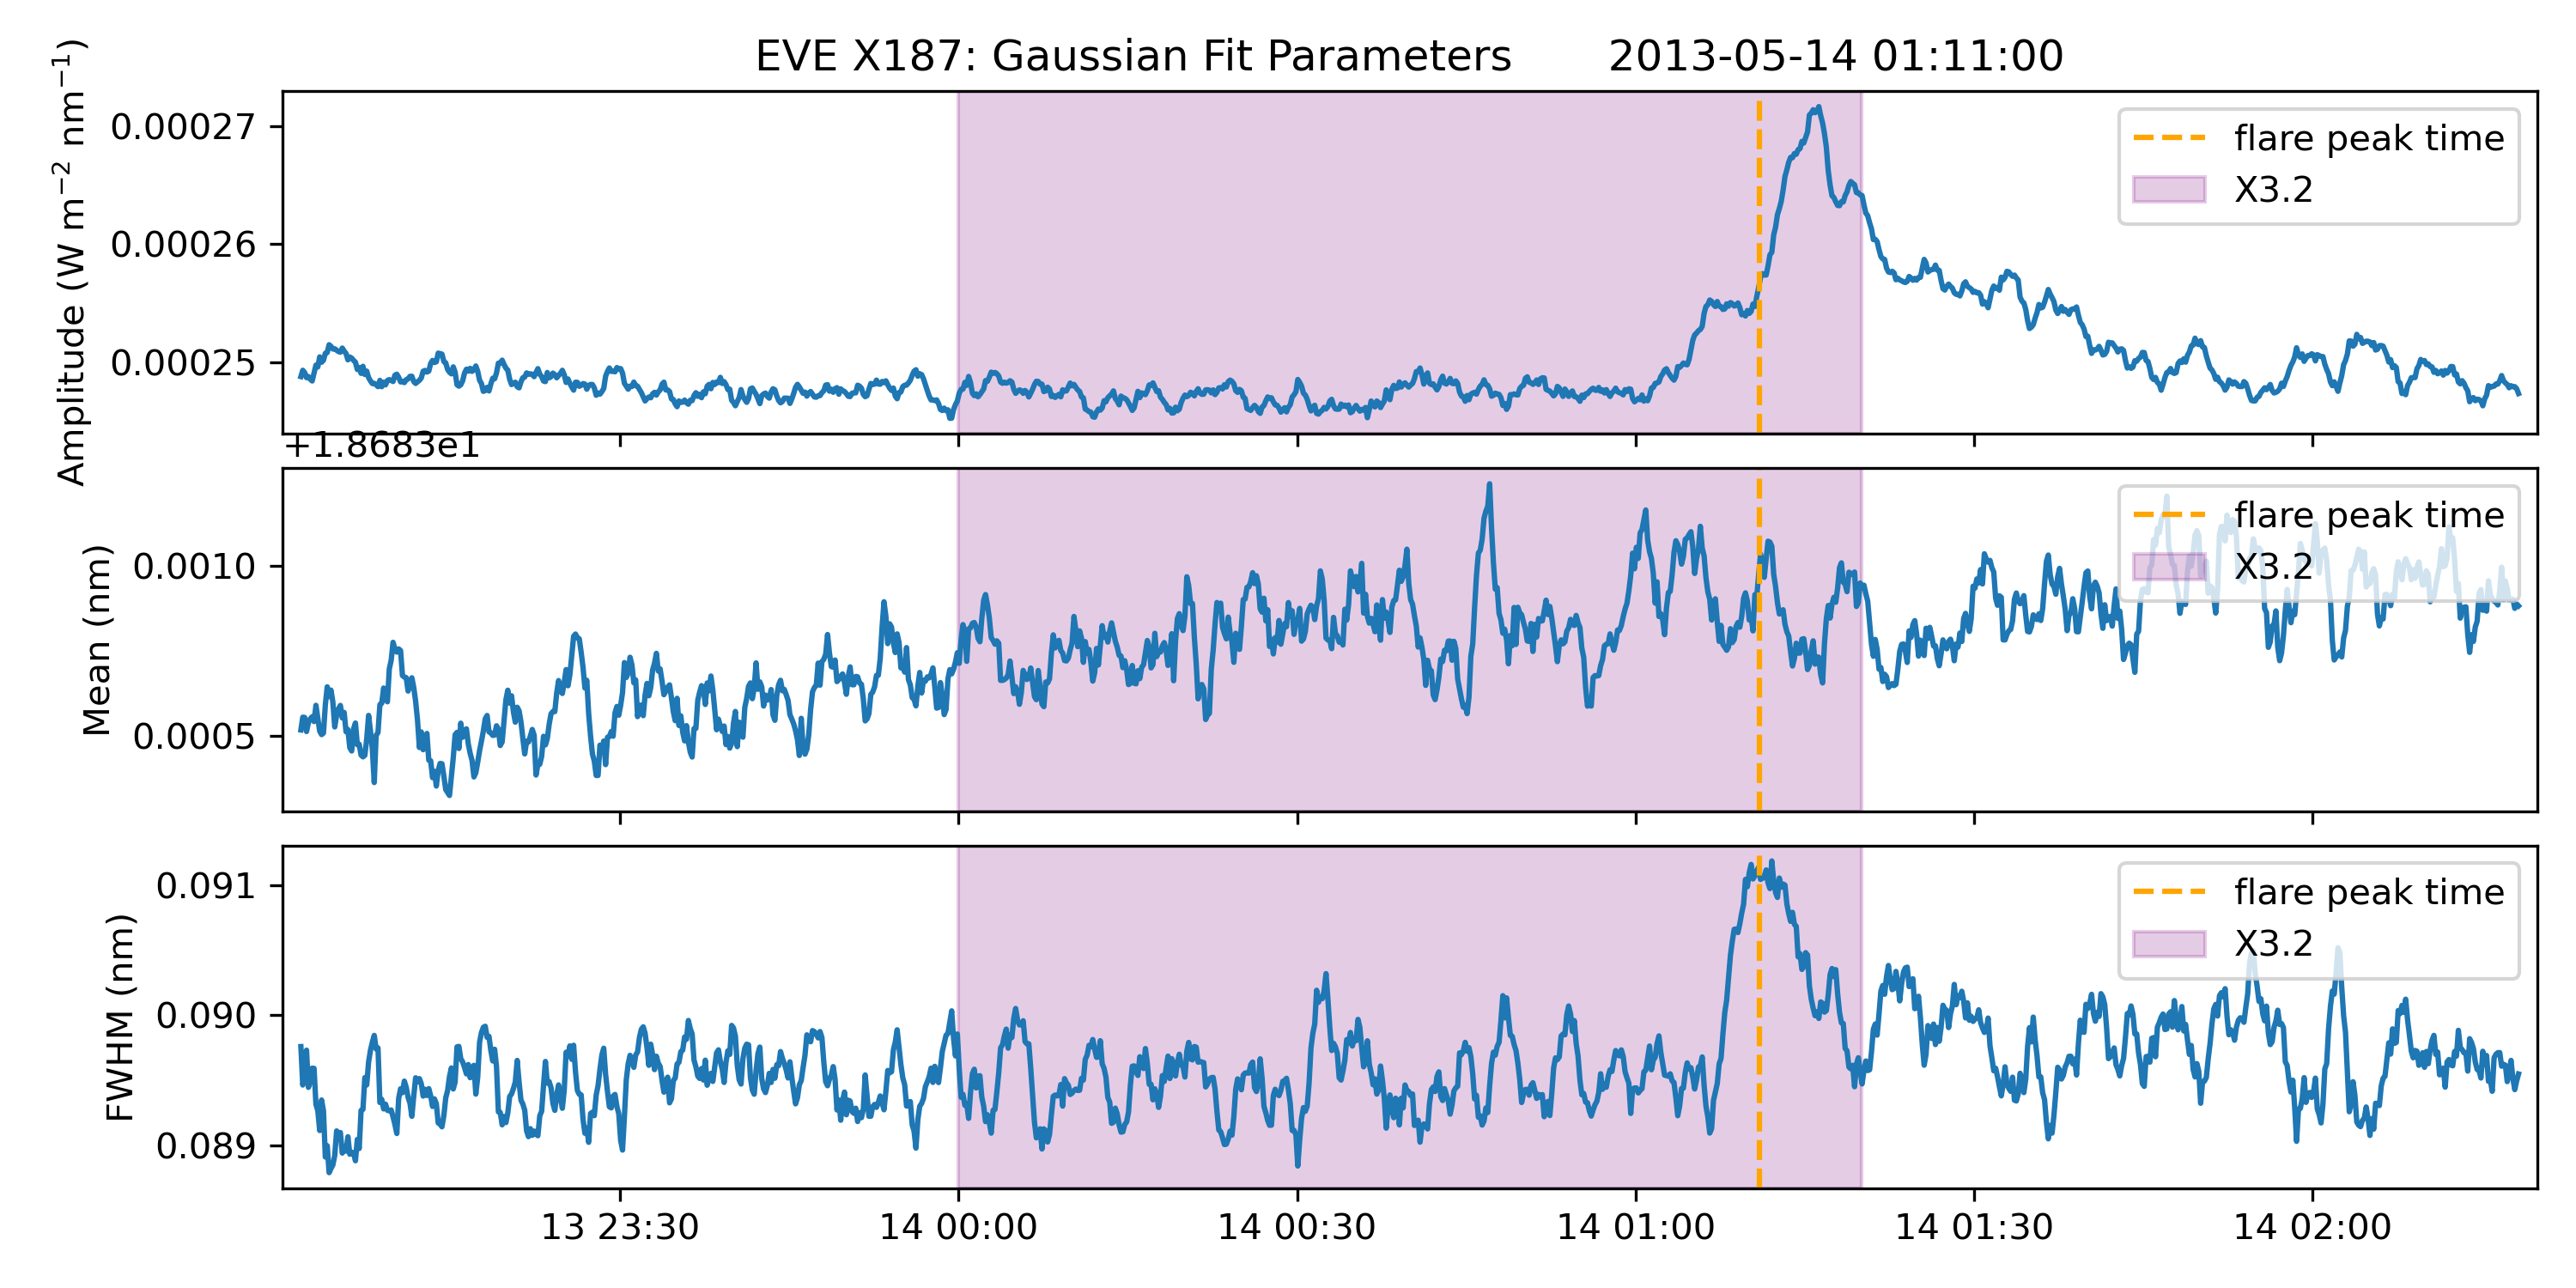 EVE X187: Gaussian Fit Parameters 2013-05-14 01:11:00
Amplitude (W m⁻² nm⁻¹)
0.00027
0.00026
0.00025
flare peak time
X3.2
+1.8683e1
Mean (nm)
0.0010
0.0005
flare peak time
X3.2
FWHM (nm)
0.091
0.090
0.089
flare peak time
X3.2
13 23:30 14 00:00 14 00:30 14 01:00 14 01:30 14 02:00